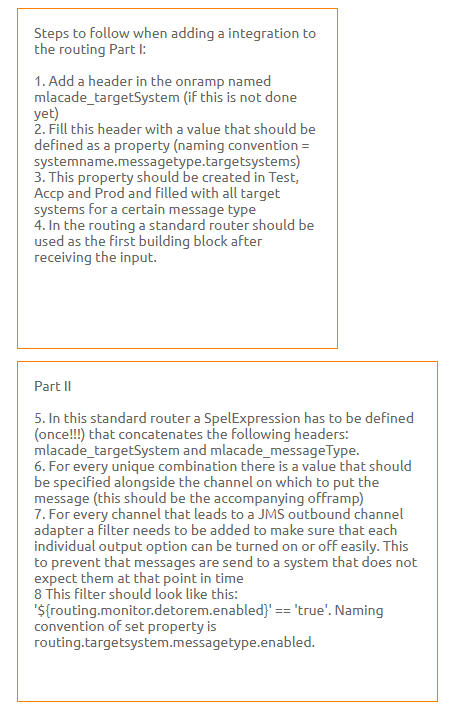 Steps to follow when adding a integration to
the routing Part I:
1. Add a header in the onramp named
mlacade_targetSystem (if this is not done
yet)
2. Fill this header with a value that should be
defined as a property (naming convention =
systemname.messagetype.targetsystems)
3. This property should be created in Test,
Accp and Prod and filled with all target
systems for a certain message type
4. In the routing a standard router should be
used as the first building block after
receiving the input.
Part II
5. In this standard router a SpelExpression has to be defined
(once!!!) that concatenates the following headers:
mlacade_targetSystem and mlacade_messageType.
6. For every unique combination there is a value that should
be specified alongside the channel on which to put the
message (this should be the accompanying offramp)
7. For every channel that leads to a JMS outbound channel
adapter a filter needs to be added to make sure that each
individual output option can be turned on or off easily. This
to prevent that messages are send to a system that does not
expect them at that point in time
8 This filter should look like this:
'${routing.monitor.detorem.enabled}' == 'true'. Naming
convention of set property is
routing.targetsystem.messagetype.enabled.